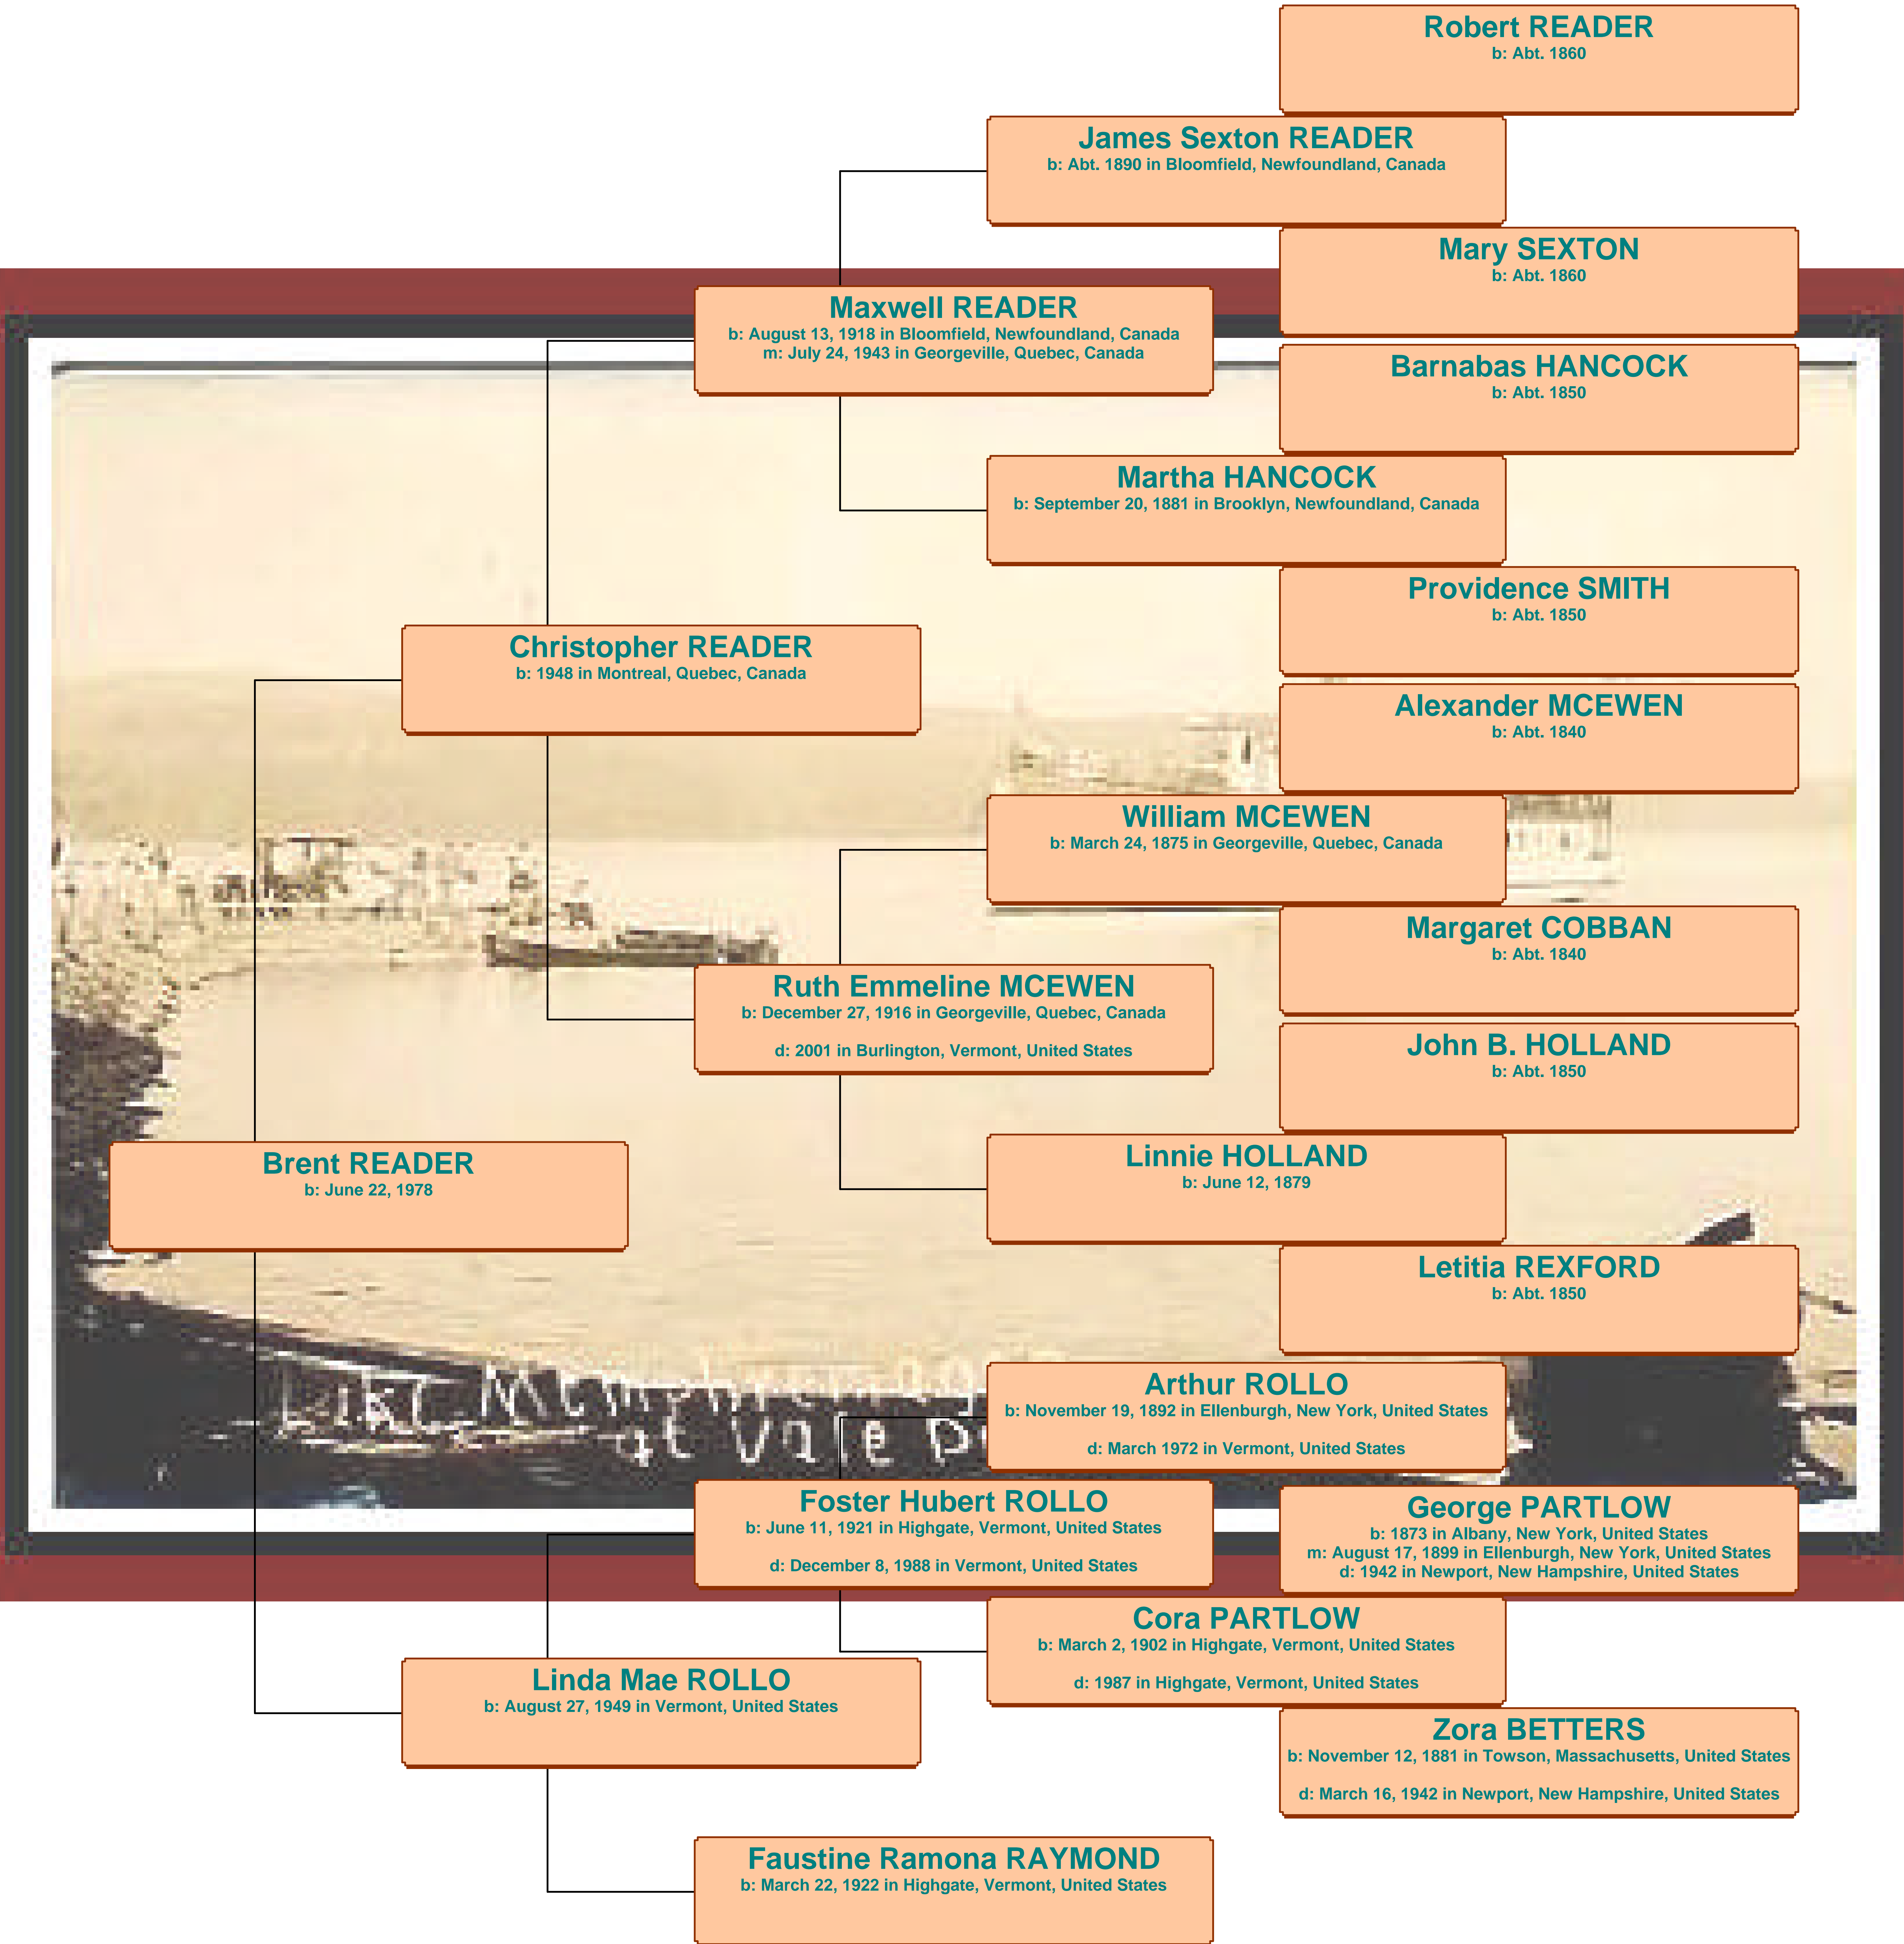 Robert READER
b: Abt. 1860
James Sexton READER
b: Abt. 1890 in Bloomfield, Newfoundland, Canada
Mary SEXTON
b: Abt. 1860
Maxwell READER
b: August 13, 1918 in Bloomfield, Newfoundland, Canada
m: July 24, 1943 in Georgeville, Quebec, Canada
Barnabas HANCOCK
b: Abt. 1850
Martha HANCOCK
b: September 20, 1881 in Brooklyn, Newfoundland, Canada
Providence SMITH
b: Abt. 1850
Christopher READER
b: 1948 in Montreal, Quebec, Canada
Alexander MCEWEN
b: Abt. 1840
William MCEWEN
b: March 24, 1875 in Georgeville, Quebec, Canada
Margaret COBBAN
b: Abt. 1840
Ruth Emmeline MCEWEN
b: December 27, 1916 in Georgeville, Quebec, Canada
d: 2001 in Burlington, Vermont, United States
John B. HOLLAND
b: Abt. 1850
Linnie HOLLAND
b: June 12, 1879
Brent READER
b: June 22, 1978
Letitia REXFORD
b: Abt. 1850
Arthur ROLLO
b: November 19, 1892 in Ellenburgh, New York, United States
d: March 1972 in Vermont, United States
Lake
at Vale
Foster Hubert ROLLO
b: June 11, 1921 in Highgate, Vermont, United States
d: December 8, 1988 in Vermont, United States
George PARTLOW
b: 1873 in Albany, New York, United States
m: August 17, 1899 in Ellenburgh, New York, United States
d: 1942 in Newport, New Hampshire, United States
Cora PARTLOW
b: March 2, 1902 in Highgate, Vermont, United States
d: 1987 in Highgate, Vermont, United States
Linda Mae ROLLO
b: August 27, 1949 in Vermont, United States
Zora BETTERS
b: November 12, 1881 in Towson, Massachusetts, United States
d: March 16, 1942 in Newport, New Hampshire, United States
Faustine Ramona RAYMOND
b: March 22, 1922 in Highgate, Vermont, United States